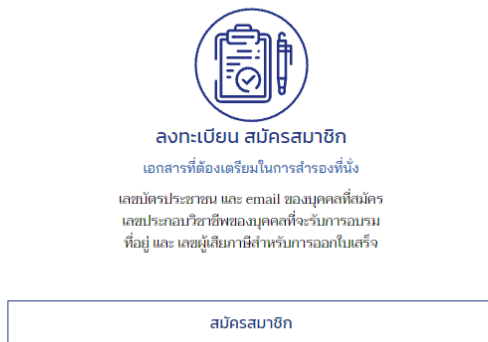 ลงทะเบียน สมัครสมาชิก
เอกสารที่ต้องเตรียมในการสำรองที่นั่ง
เลขบัตรประชาชน และ email ของบุคคลที่สมัคร
เลขประกอบวิชาชีพของบุคคลที่จะรับการอบรม
ที่อยู่ และ เลขผู้เสียภาษีสำหรับการออกใบเสร็จ
สมัครสมาชิก